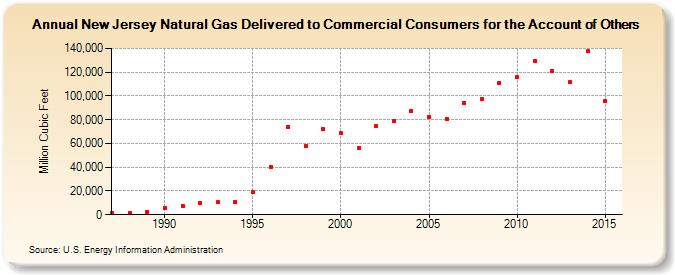 Annual New Jersey Natural Gas Delivered to Commercial Consumers for the Account of Others
Million Cubic Feet
140,000
120,000
100,000
80,000
60,000
40,000
20,000
0
1990 1995 2000 2005 2010 2015
Source: U.S. Energy Information Administration